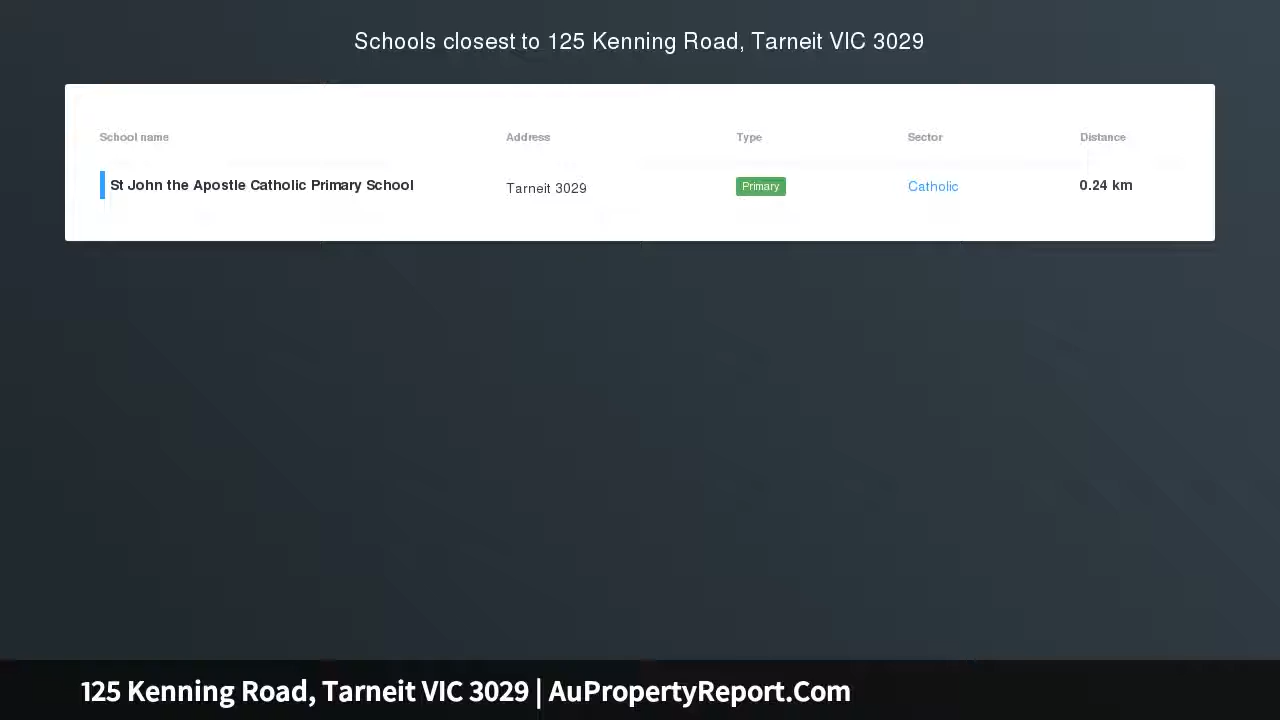 Schools closest to 125 Kenning Road, Tarneit VIC 3029
School name Address Type Sector Distance
St John the Apostle Catholic Primary School Tarneit 3029 Primary Catholic 0.24 km
125 Kenning Road, Tarneit VIC 3029 | AuPropertyReport.Com